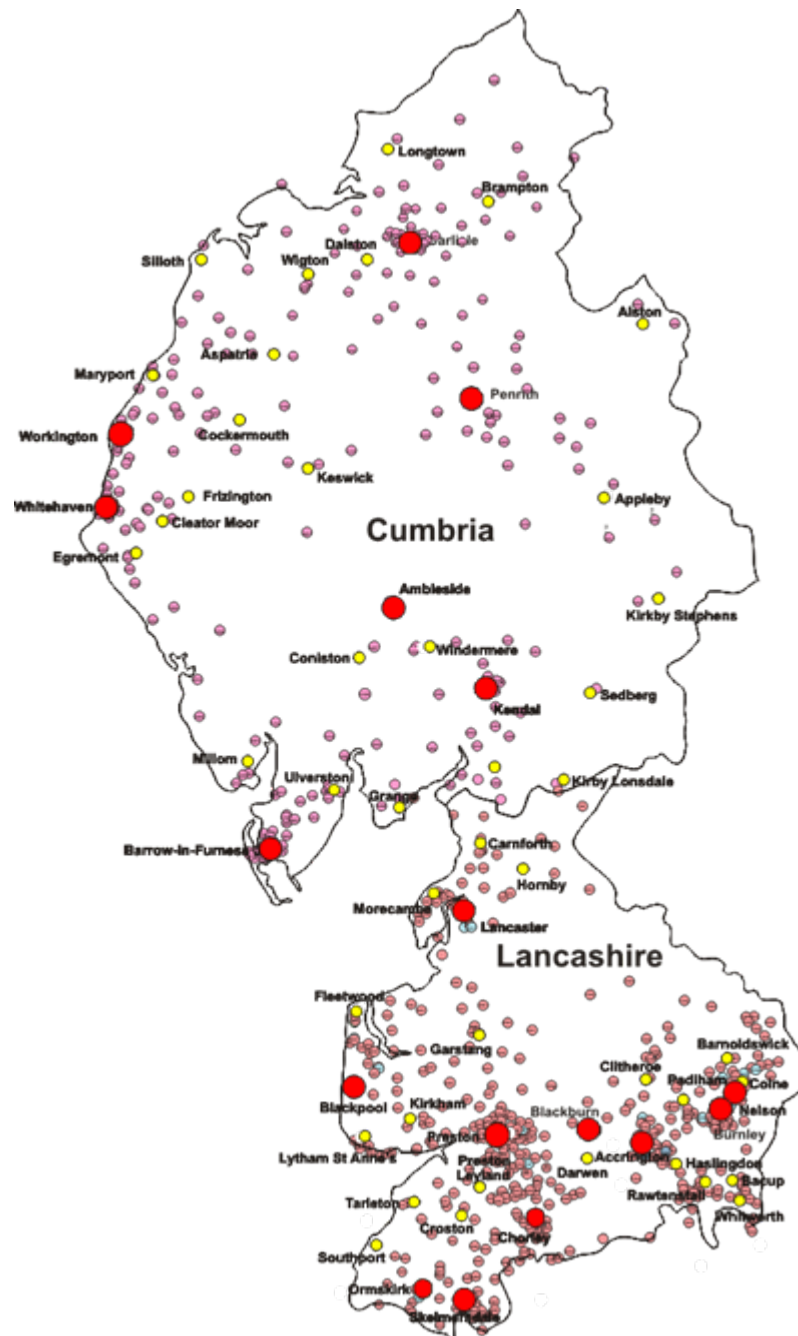 Longtown
Brampton
Carlisle
Dalston
Silloth
Wigton
Alston
Aspatria
Maryport
Penrith
Workington
Cockermouth
Keswick
Whitehaven
Frizington
Appleby
Cleator Moor
Cumbria
Egremont
Ambleside
Kirkby Stephens
Coniston
Windermere
Kendal
Sedberg
Millom
Ulverston
Kirby Lonsdale
Grange
Barrow-in-Furness
Carnforth
Hornby
Morecambe
Lancaster
Lancashire
Fleetwood
Garstang
Barnoldswick
Clitheroe
Padiham
Colne
Blackpool
Kirkham
Blackburn
Nelson
Preston
Burnley
Lytham St Anne's
Preston
Accrington
Haslingdon
Leyland
Darwen
Bacup
Tarleton
Rawtenstall
Croston
Whitworth
Chorley
Southport
Ormskirk
Skelmersdale